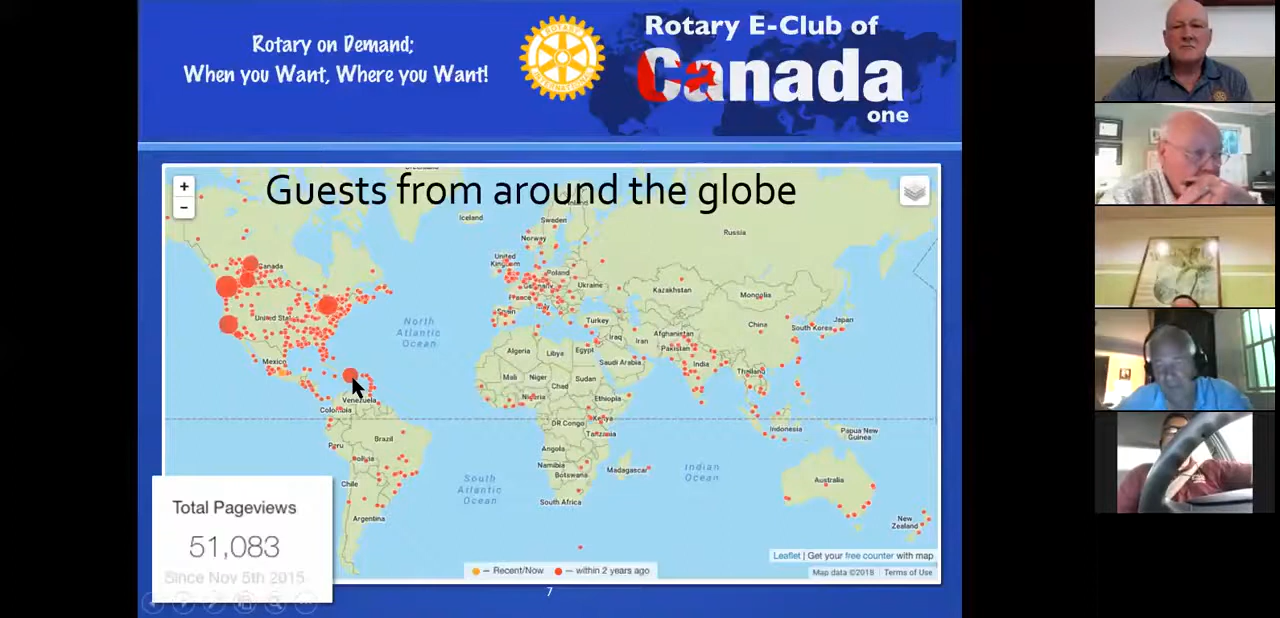 Rotary on Demand;
When you Want, Where you Want!
ROTARY
INTERNATIONAL
Rotary E-Club of
Canada
one
Guests from around the globe
+
−
Iceland
Sweden
Norway
Russia
United
Kingdom
Poland
Germany
Ukraine
France
Italy
Spain
Kazakhstan
Mongolia
Canada
United States
North
Atlantic
Ocean
Turkey
China
South Korea
Japan
Afghanistan
Iraq
Iran
Pakistan
Algeria
Libya
Egypt
Saudi Arabia
India
Thailand
Mexico
Mali
Niger
Chad
Sudan
Nigeria
Ethiopia
Venezuela
Colombia
DR Congo
Kenya
Tanzania
Indonesia
Papua New
Guinea
Peru
Brazil
Bolivia
Angola
Namibia
Botswana
Madagascar
Indian
Ocean
Chile
South
Atlantic
Ocean
South Africa
Australia
Argentina
New
Zealand
Total Pageviews
51,083
Since Nov 5th 2015
Leaflet | Get your free counter with map
– Recent/Now – within 2 years ago
Map data ©2018 Terms of Use
7